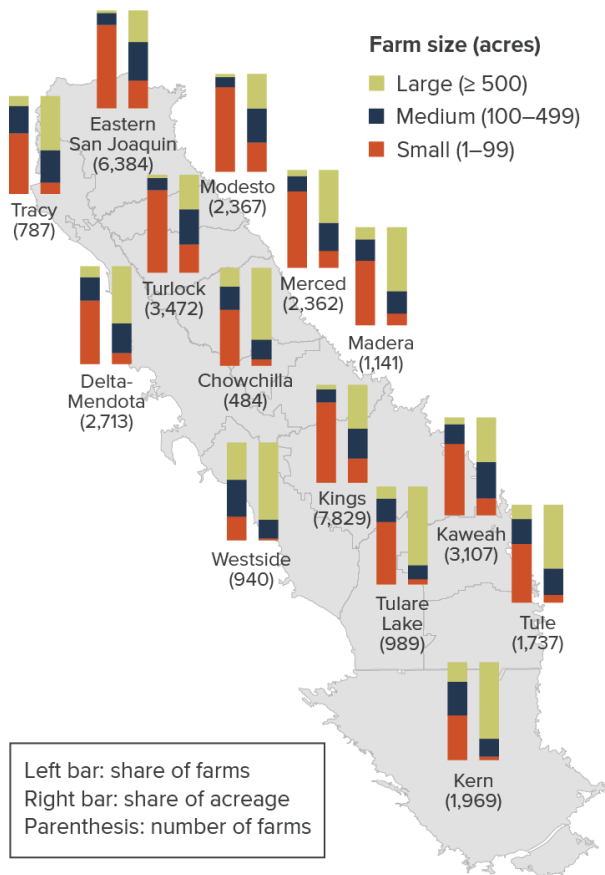 Farm size (acres)
Large (≥ 500)
Medium (100–499)
Small (1–99)
Eastern
San Joaquin
(6,384)
Modesto
(2,367)
Tracy
(787)
Turlock
(3,472)
Merced
(2,362)
Madera
(1,141)
Delta-
Mendota
(2,713)
Chowchilla
(484)
Kings
(7,829)
Kaweah
(3,107)
Westside
(940)
Tulare
Lake
(989)
Tule
(1,737)
Kern
(1,969)
Left bar: share of farms
Right bar: share of acreage
Parenthesis: number of farms